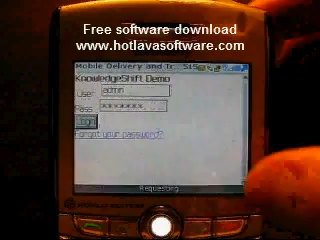 Free software download
www.hotlavasoftware.com
Mobile Delivery and Tr
KnowledgeShift Demo
User
admin
Pass
*******
Login
Forgot your password?
Requesting